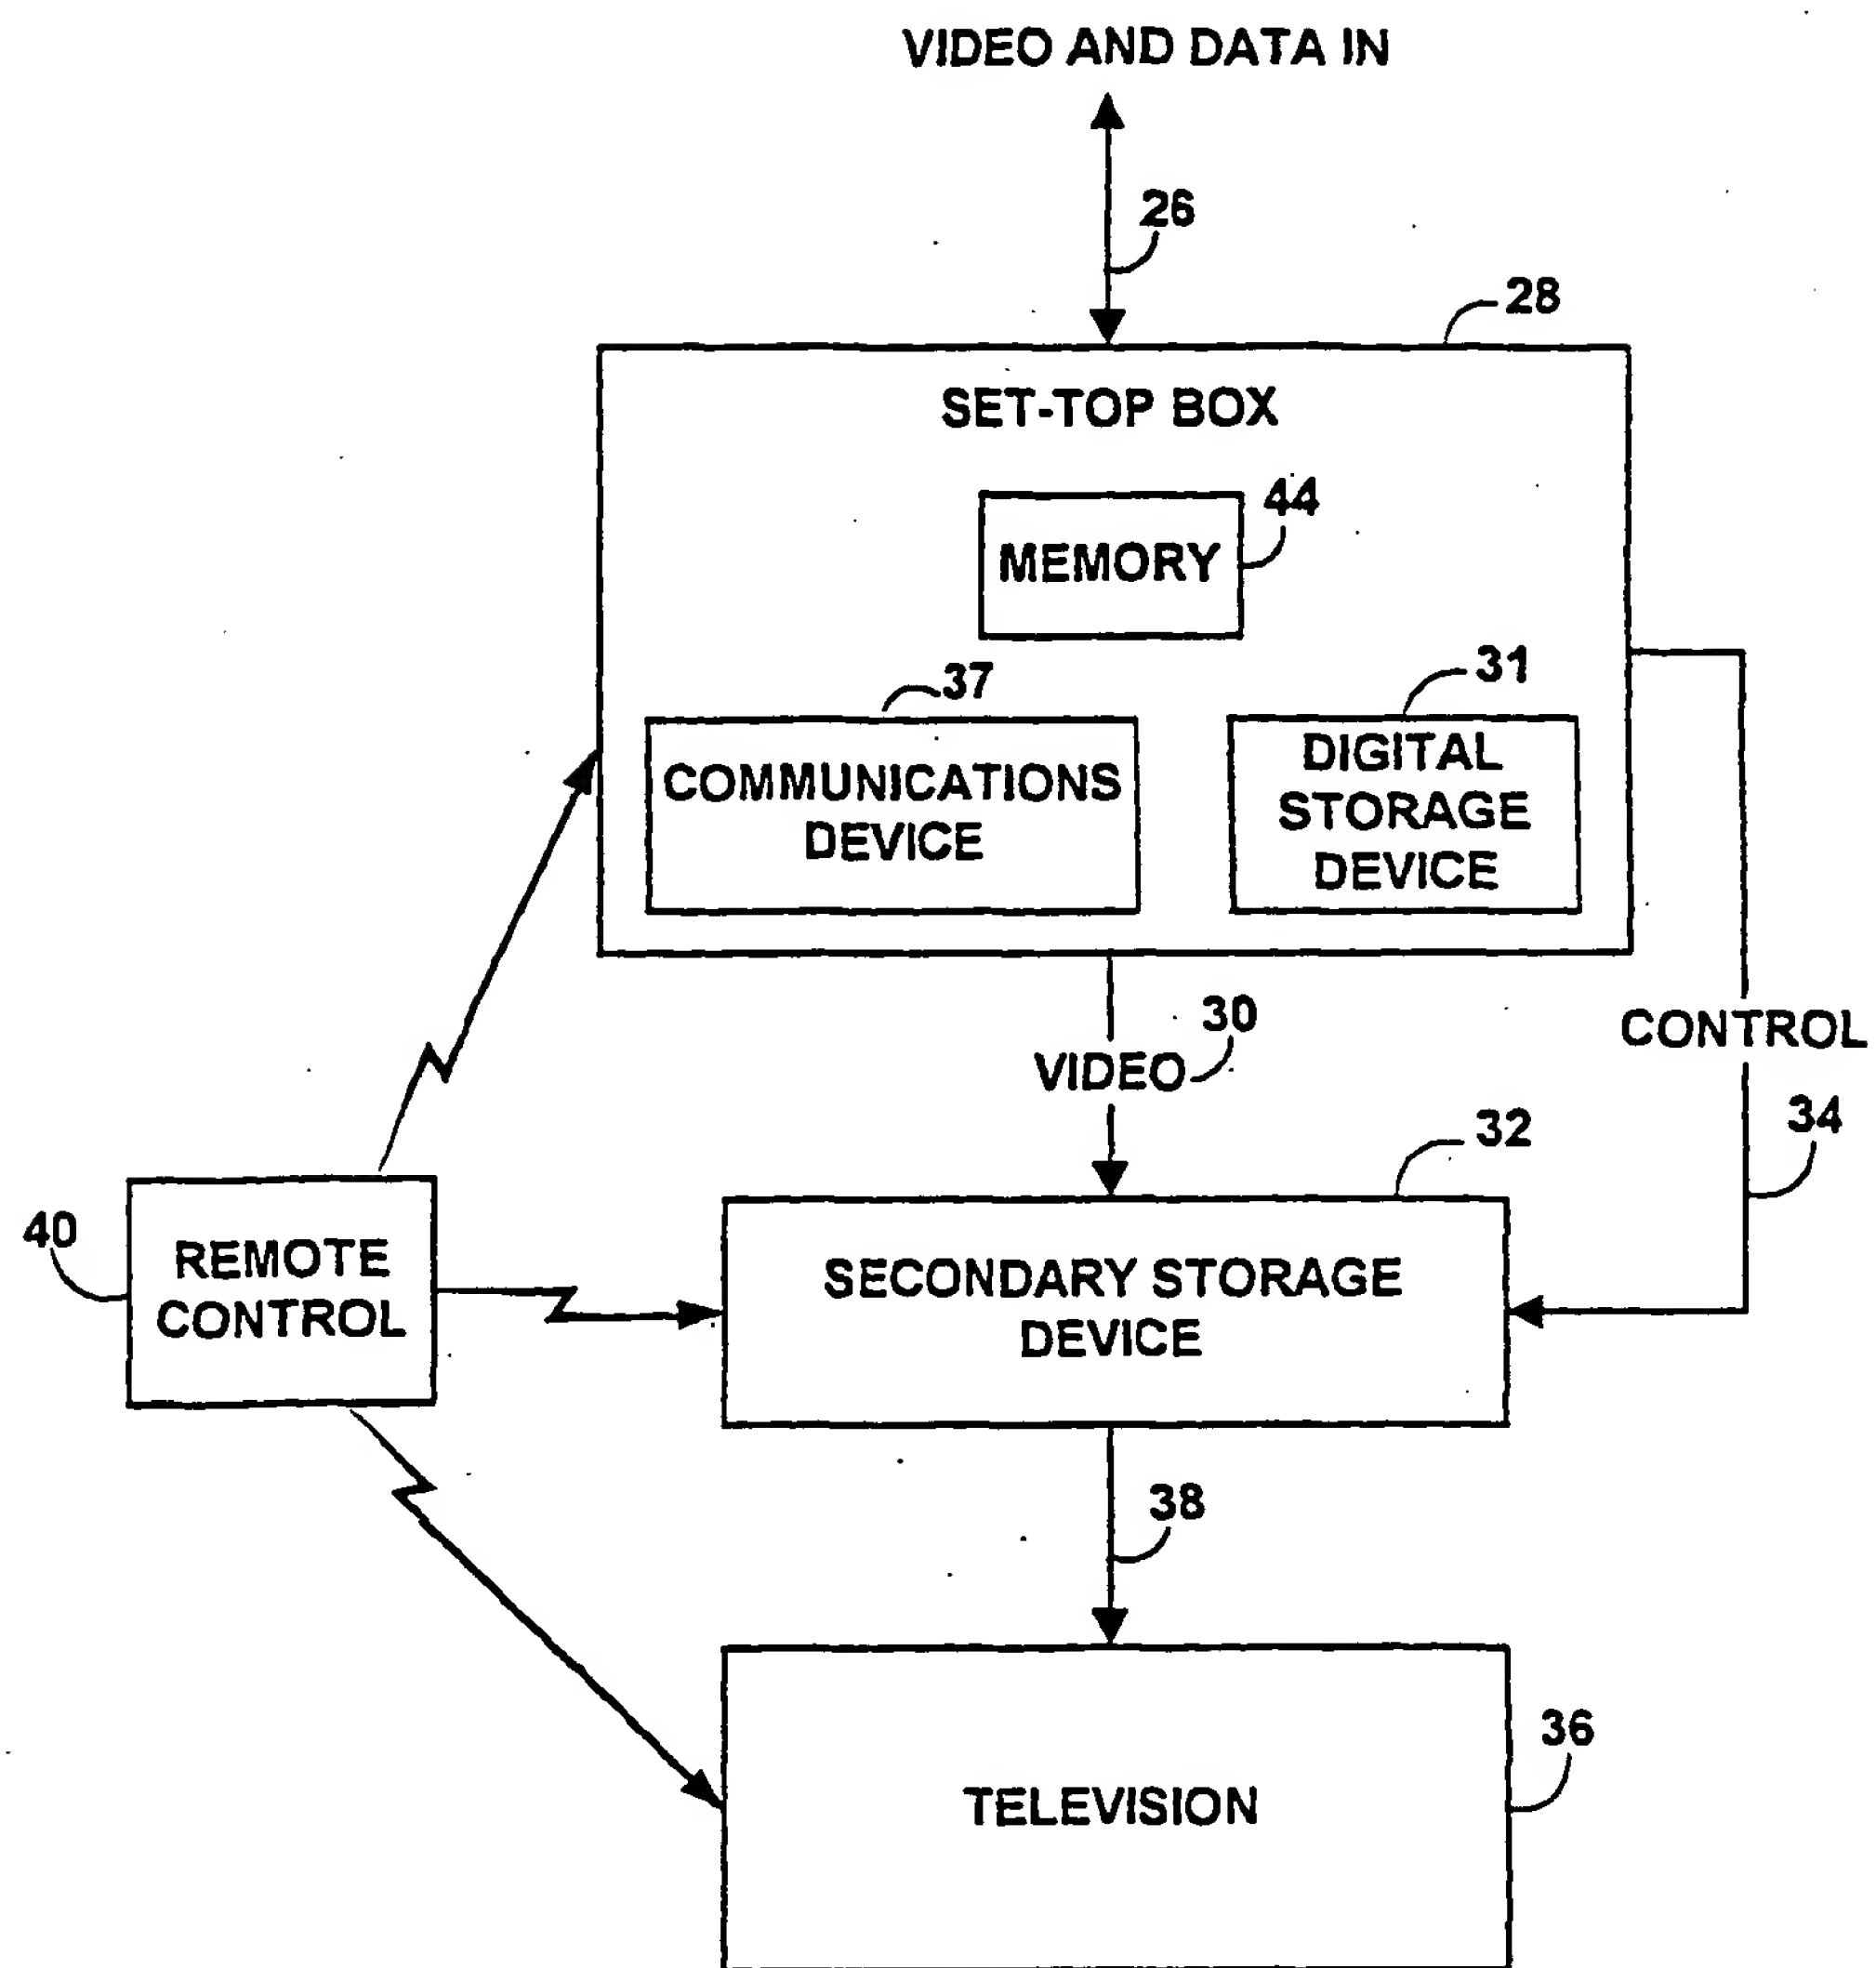 VIDEO AND DATA IN
26
28
SET-TOP BOX
44
MEMORY
37
31
COMMUNICATIONS
DEVICE
DIGITAL
STORAGE
DEVICE
30
VIDEO
CONTROL
34
32
40
REMOTE
CONTROL
SECONDARY STORAGE
DEVICE
38
36
TELEVISION